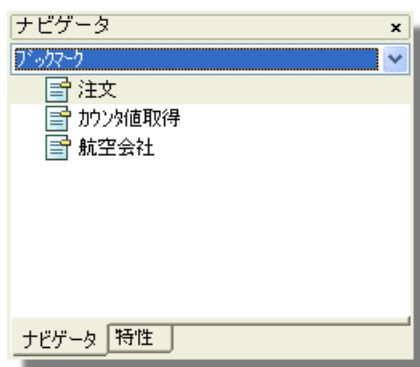 ナビゲータ x
ﾌﾞｯｸﾏｰｸ
注文
ｶｳﾝﾀ値取得
航空会社
ナビゲータ 特性